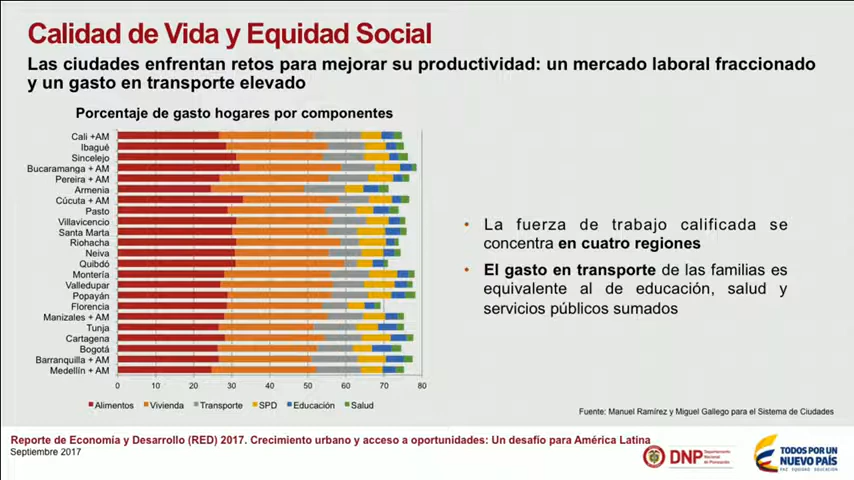 Calidad de Vida y Equidad Social
Las ciudades enfrentan retos para mejorar su productividad: un mercado laboral fraccionado
y un gasto en transporte elevado
Porcentaje de gasto hogares por componentes
Cali +AM
Ibagué
Sincelejo
Bucaramanga + AM
Pereira + AM
Armenia
Cúcuta + AM
Pasto
Villavicencio
Santa Marta
Riohacha
Neiva
Quibdó
Montería
Valledupar
Popayán
Florencia
Manizales + AM
Tunja
Cartagena
Bogotá
Barranquilla + AM
Medellín + AM
0 10 20 30 40 50 60 70 80
Alimentos Vivienda Transporte SPD Educación Salud
• La fuerza de trabajo calificada se
concentra en cuatro regiones
• El gasto en transporte de las familias es
equivalente al de educación, salud y
servicios públicos sumados
Fuente: Manuel Ramírez y Miguel Gallego para el Sistema de Ciudades
Reporte de Economía y Desarrollo (RED) 2017. Crecimiento urbano y acceso a oportunidades: Un desafío para América Latina
Septiembre 2017
DNP
Departamento
Nacional
de Planeación
TODOS POR UN
NUEVO PAÍS
PAZ EQUIDAD EDUCACIÓN